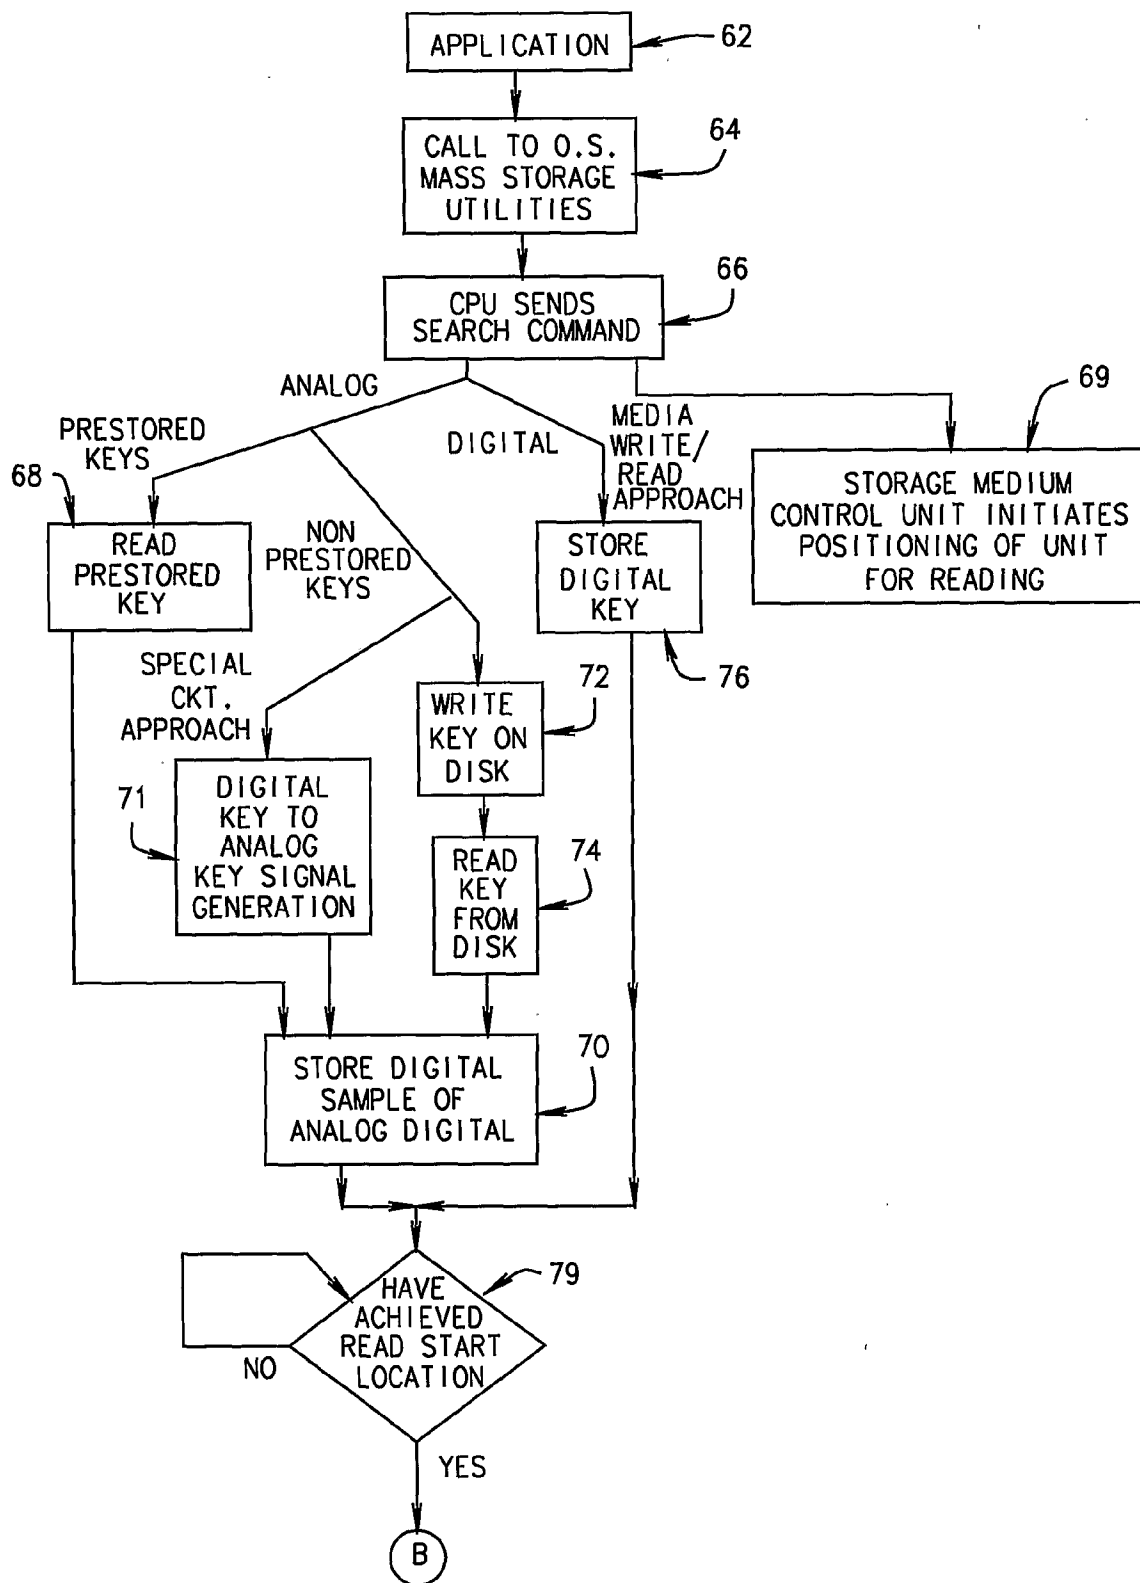 APPLICATION
62
CALL TO O.S.
MASS STORAGE
UTILITIES
64
CPU SENDS
SEARCH COMMAND
66
ANALOG
DIGITAL
MEDIA
WRITE/
READ
APPROACH
69
PRESTORED
KEYS
68
READ
PRESTORED
KEY
NON
PRESTORED
KEYS
STORE
DIGITAL
KEY
76
STORAGE MEDIUM
CONTROL UNIT INITIATES
POSITIONING OF UNIT
FOR READING
SPECIAL
CKT.
APPROACH
71
DIGITAL
KEY TO
ANALOG
KEY SIGNAL
GENERATION
WRITE
KEY ON
DISK
72
READ
KEY
FROM
DISK
74
STORE DIGITAL
SAMPLE OF
ANALOG DIGITAL
70
HAVE
ACHIEVED
READ START
LOCATION
79
NO
YES
B